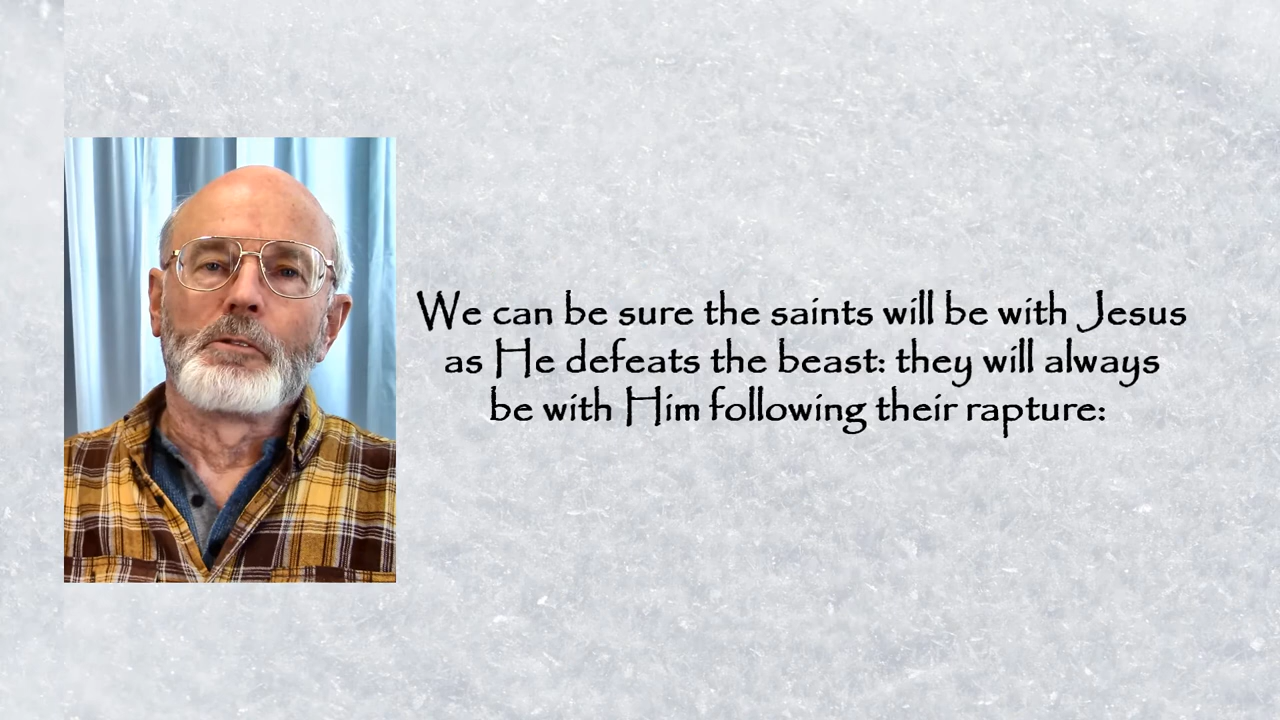 We can be sure the saints will be with Jesus
as He defeats the beast: they will always
be with Him following their rapture: